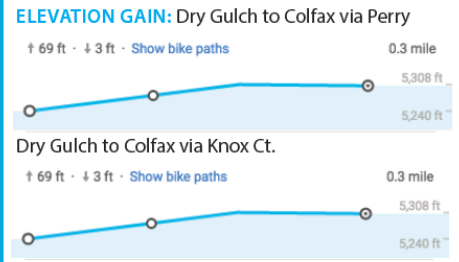 ELEVATION GAIN: Dry Gulch to Colfax via Perry
↑ 69 ft · ↓ 3 ft · Show bike paths 0.3 mile
5,308 ft
5,240 ft
Dry Gulch to Colfax via Knox Ct.
↑ 69 ft · ↓ 3 ft · Show bike paths 0.3 mile
5,308 ft
5,240 ft